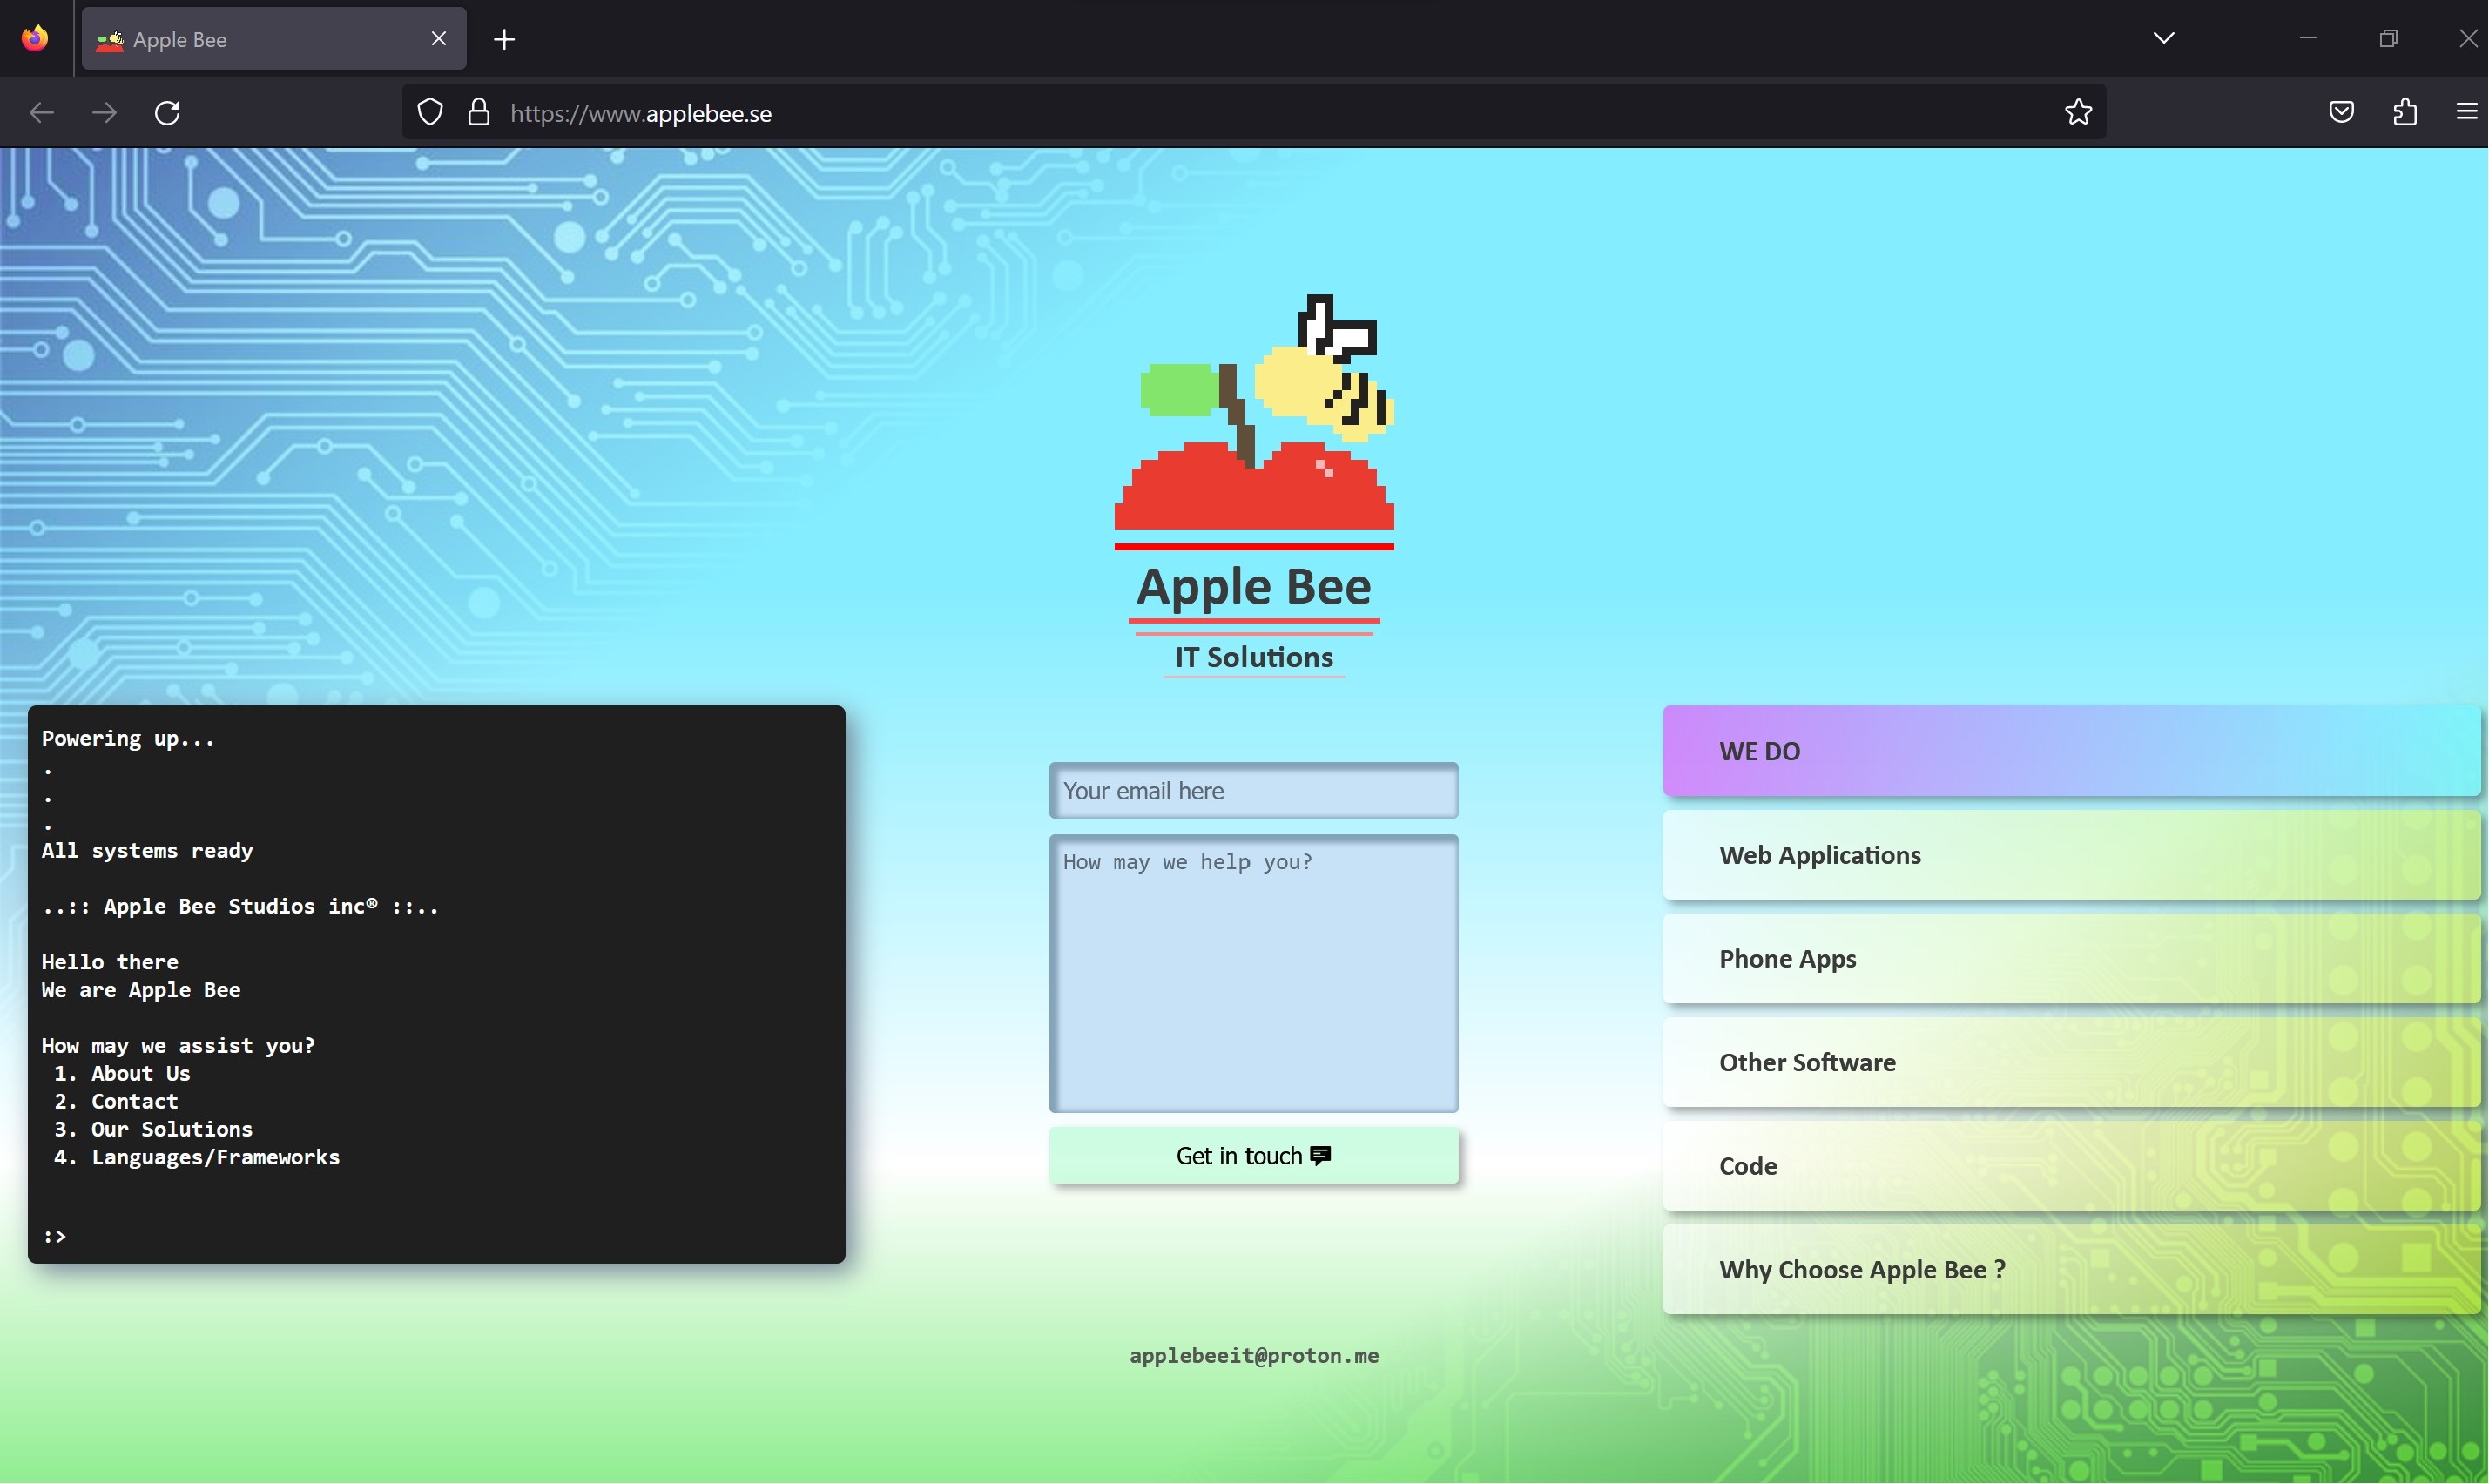 Apple Bee
https://www.applebee.se
Apple Bee
IT Solutions
Powering up...
.
.
.
All systems ready
..:: Apple Bee Studios inc® ::..
Hello there
We are Apple Bee
How may we assist you?
1. About Us
2. Contact
3. Our Solutions
4. Languages/Frameworks
:>
Your email here
How may we help you?
Get in touch
WE DO
Web Applications
Phone Apps
Other Software
Code
Why Choose Apple Bee ?
applebeeit@proton.me